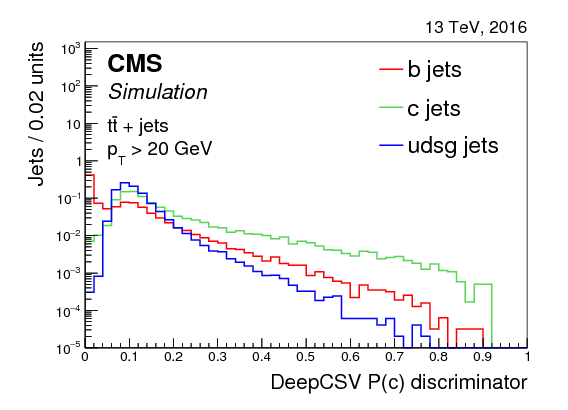 13 TeV, 2016
Jets / 0.02 units
10³
10²
10
1
10⁻¹
10⁻²
10⁻³
10⁻⁴
10⁻⁵
CMS
Simulation
tt̄ + jets
p_T > 20 GeV
b jets
c jets
udsg jets
0 0.1 0.2 0.3 0.4 0.5 0.6 0.7 0.8 0.9 1
DeepCSV P(c) discriminator